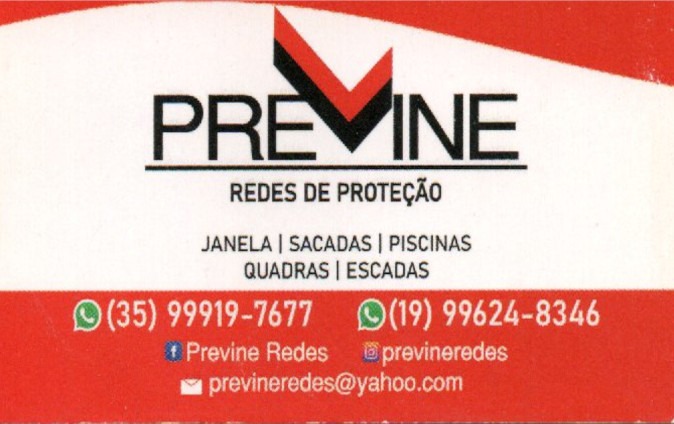 PREVINE
REDES DE PROTEÇÃO
JANELA | SACADAS | PISCINAS
QUADRAS | ESCADAS
(35) 99919-7677 (19) 99624-8346
Previne Redes previneredes
previneredes@yahoo.com